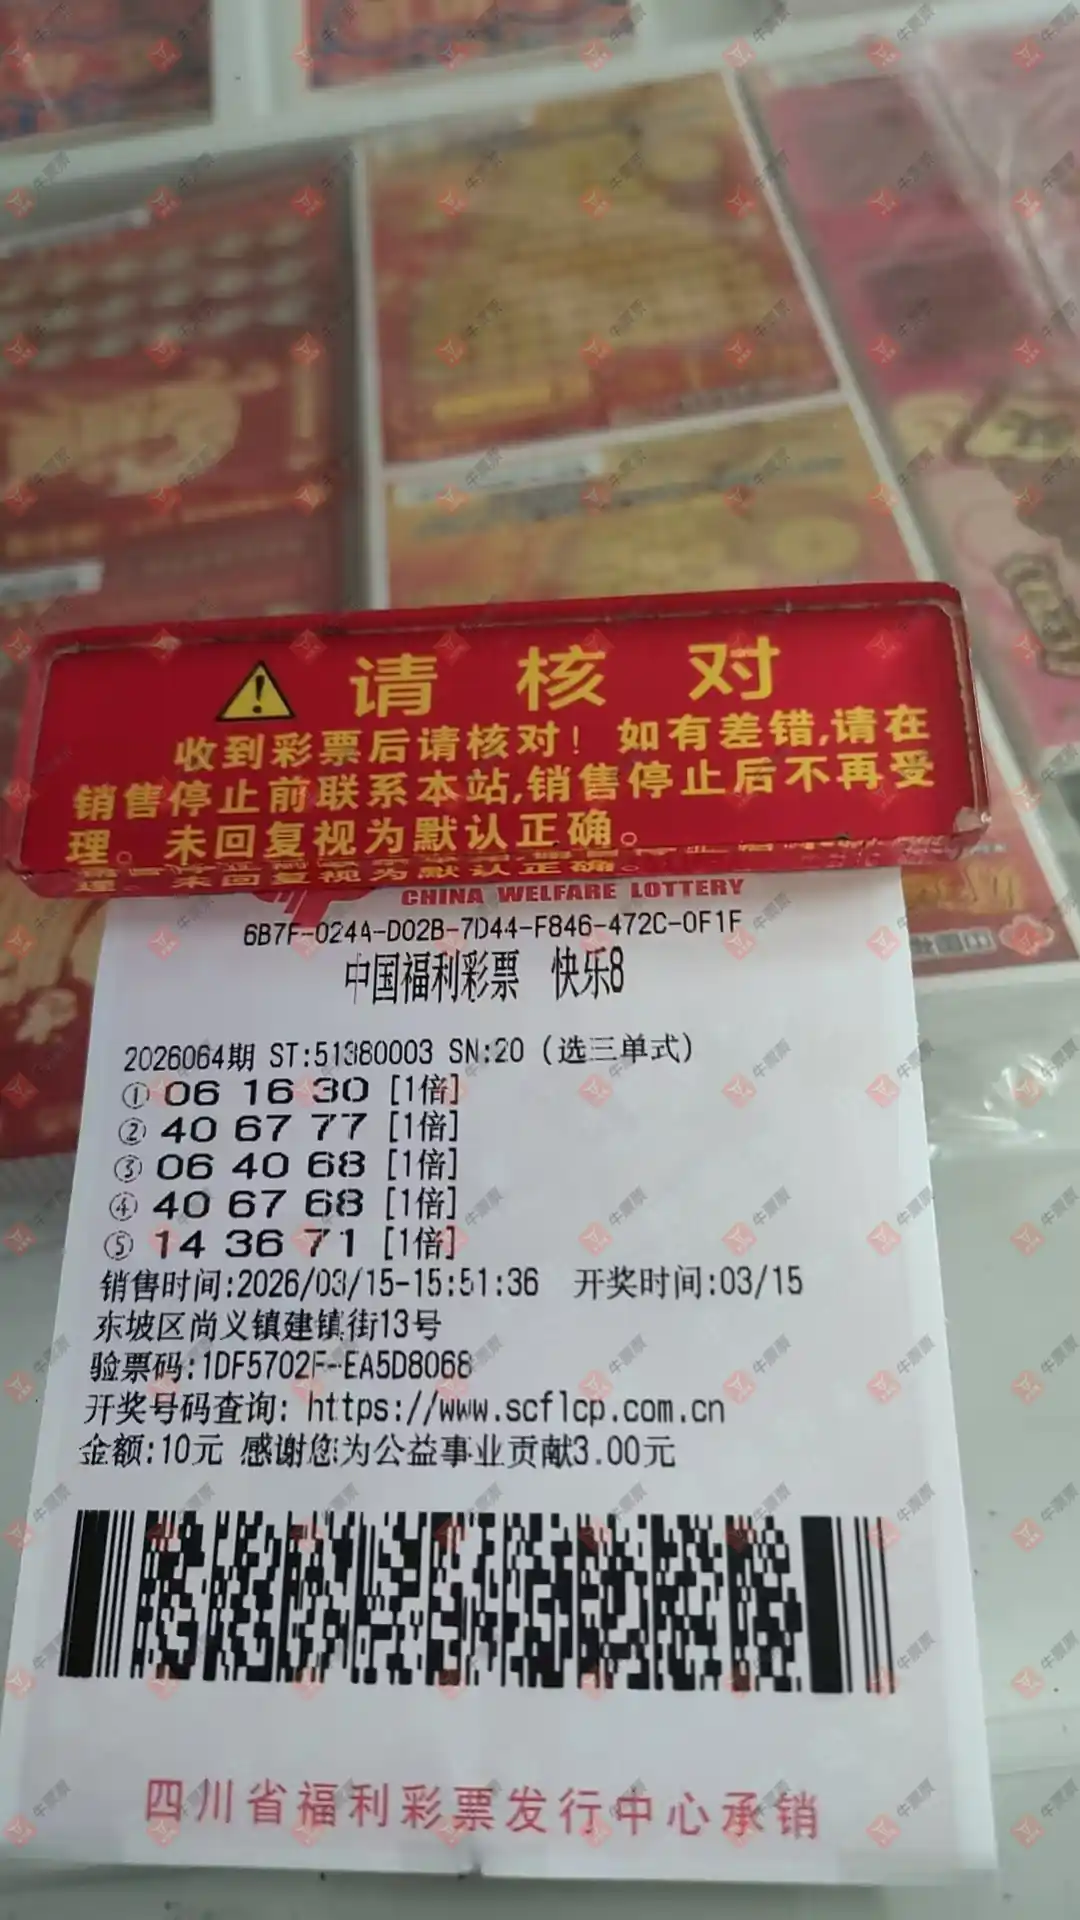 请核对
收到彩票后请核对！如有差错,请在
销售停止前联系本站,销售停止后不再受
理。未回复视为默认正确。
CHINA WELFARE LOTTERY
6B7F-024A-D02B-7D44-F846-472C-0F1F
中国福利彩票 快乐8
2026064期 ST:51380003 SN:20 (选三单式)
① 06 16 30 [1倍]
② 40 67 77 [1倍]
③ 06 40 68 [1倍]
④ 40 67 68 [1倍]
⑤ 14 36 71 [1倍]
销售时间:2026/03/15-15:51:36 开奖时间:03/15
东坡区尚义镇建镇街13号
验票码:1DF5702F-EA5D8068
开奖号码查询: https://www.scflcp.com.cn
金额:10元 感谢您为公益事业贡献3.00元
四川省福利彩票发行中心承销
牛票票